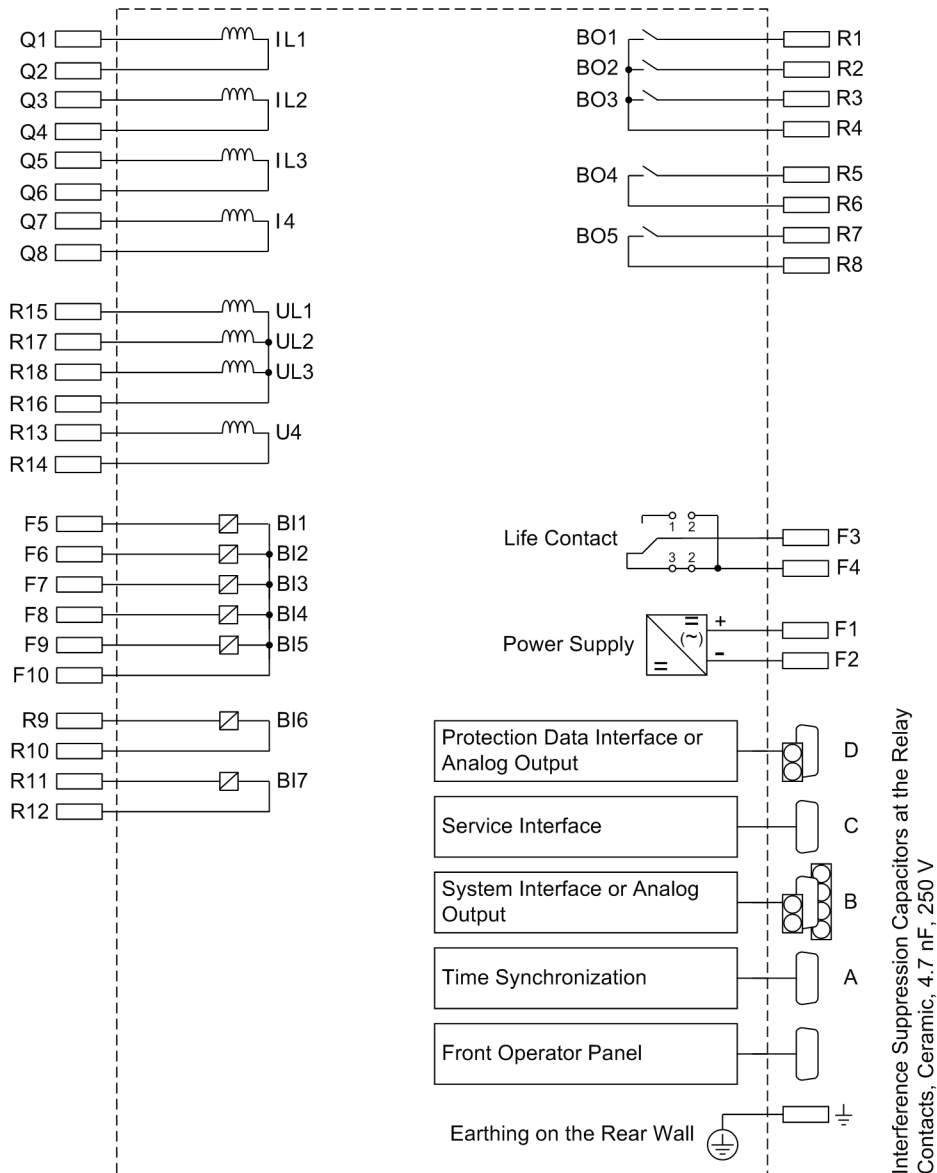 Q1 IL1
Q2
Q3 IL2
Q4
Q5 IL3
Q6
Q7 I4
Q8
R15 UL1
R17 UL2
R18 UL3
R16
R13 U4
R14
F5 BI1
F6 BI2
F7 BI3
F8 BI4
F9 BI5
F10
R9 BI6
R10
R11 BI7
R12
BO1 R1
BO2 R2
BO3 R3
R4
BO4 R5
R6
BO5 R7
R8
1 2
Life Contact F3
3 2
F4
= + F1
Power Supply (~)
= - F2
Protection Data Interface or
Analog Output
D
Service Interface C
System Interface or Analog
Output
B
Time Synchronization A
Front Operator Panel
Earthing on the Rear Wall
Interference Suppression Capacitors at the Relay
Contacts, Ceramic, 4.7 nF, 250 V